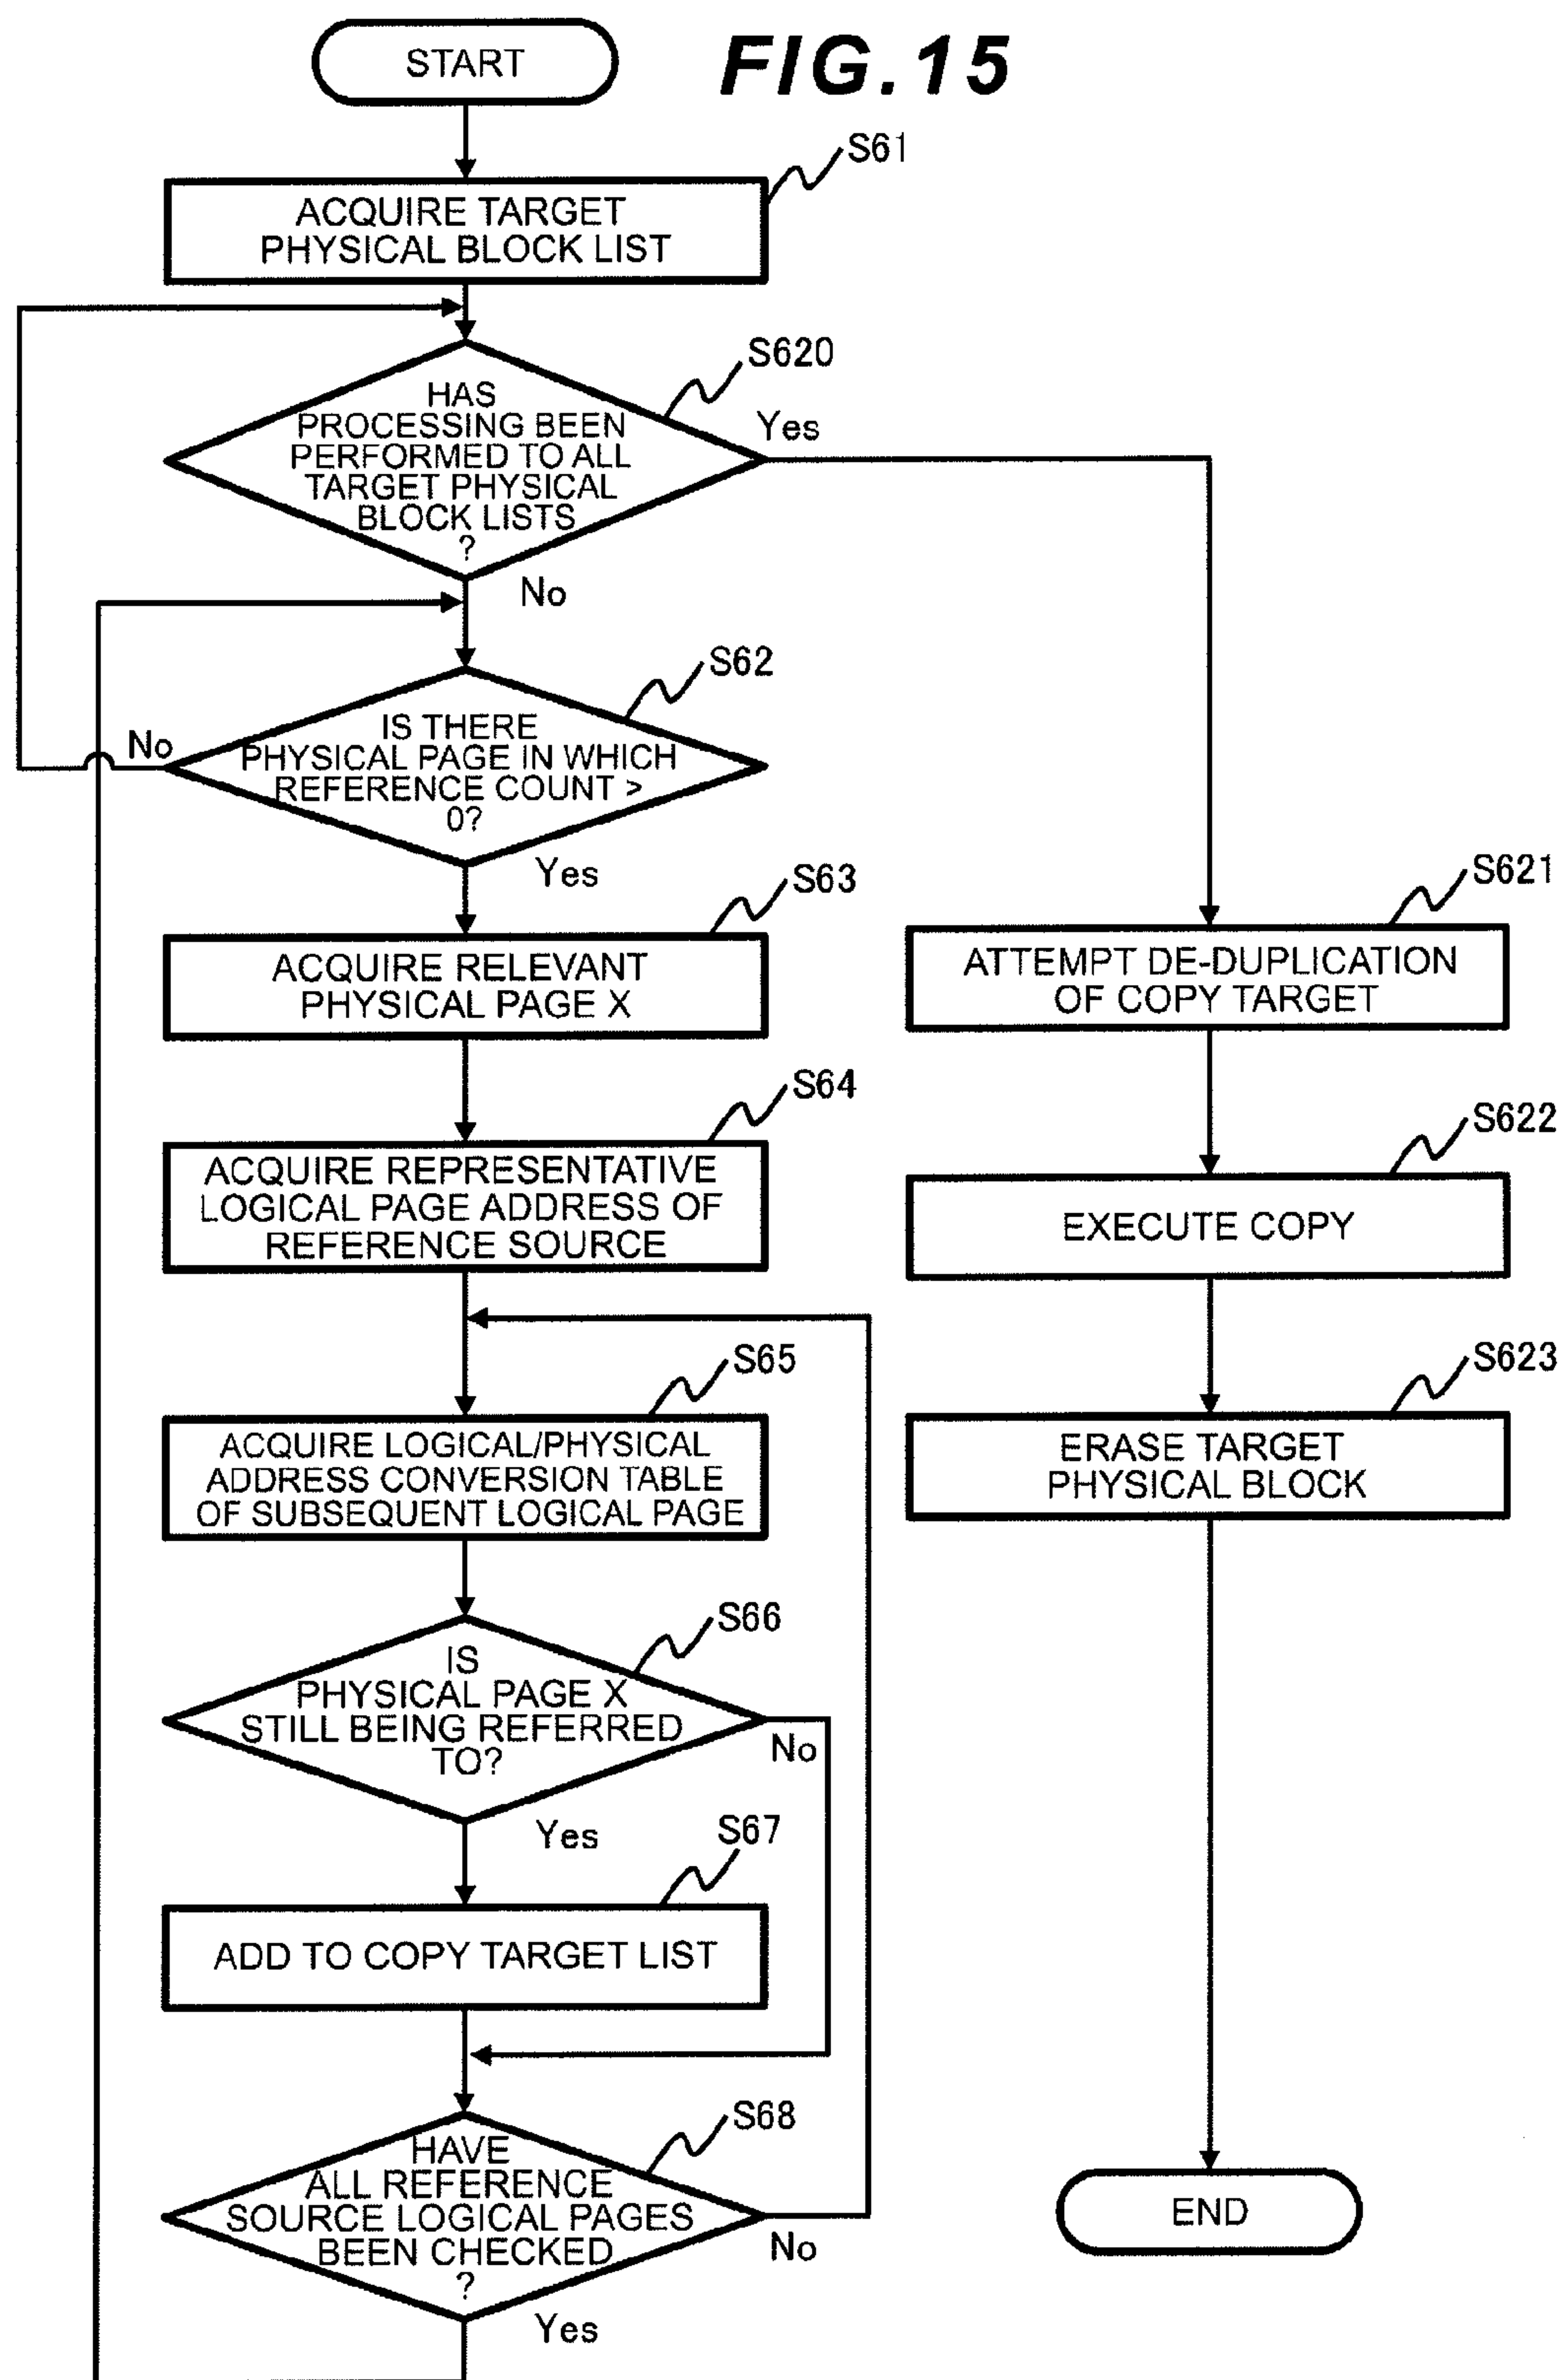 START
FIG.15
S61
ACQUIRE TARGET
PHYSICAL BLOCK LIST
S620
HAS
PROCESSING BEEN
PERFORMED TO ALL
TARGET PHYSICAL
BLOCK LISTS
?
Yes
No
S62
IS THERE
PHYSICAL PAGE IN WHICH
REFERENCE COUNT >
0?
No
Yes
S63
ACQUIRE RELEVANT
PHYSICAL PAGE X
S64
ACQUIRE REPRESENTATIVE
LOGICAL PAGE ADDRESS OF
REFERENCE SOURCE
S65
ACQUIRE LOGICAL/PHYSICAL
ADDRESS CONVERSION TABLE
OF SUBSEQUENT LOGICAL PAGE
S66
IS
PHYSICAL PAGE X
STILL BEING REFERRED
TO?
No
Yes
S67
ADD TO COPY TARGET LIST
S68
HAVE
ALL REFERENCE
SOURCE LOGICAL PAGES
BEEN CHECKED
?
No
Yes
S621
ATTEMPT DE-DUPLICATION
OF COPY TARGET
S622
EXECUTE COPY
S623
ERASE TARGET
PHYSICAL BLOCK
END